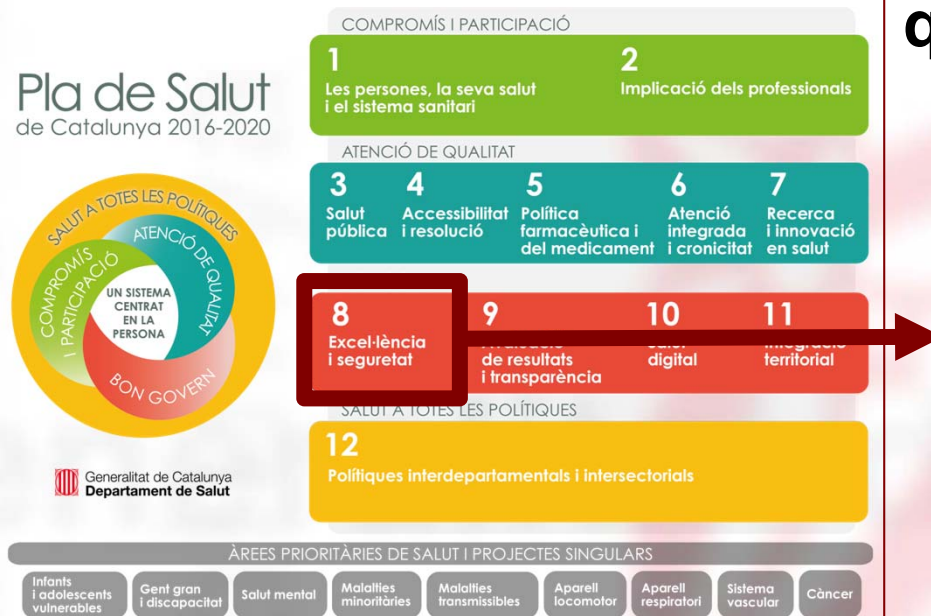 COMPROMÍS I PARTICIPACIÓ
1
Les persones, la seva salut
i el sistema sanitari
2
Implicació dels professionals
Pla de Salut
de Catalunya 2016-2020
ATENCIÓ DE QUALITAT
3
Salut
pública
4
Accessibilitat
i resolució
5
Política
farmacèutica i
del medicament
6
Atenció
integrada
i cronicitat
7
Recerca
i innovació
en salut
SALUT A TOTES LES POLÍTIQUES
ATENCIÓ DE QUALITAT
COMPROMÍS
I PARTICIPACIÓ
BON GOVERN
UN SISTEMA
CENTRAT
EN LA
PERSONA
8
Excel·lència
i seguretat
9
de resultats
i transparència
10
digital
11
territorial
SALUT A TOTES LES POLÍTIQUES
12
Polítiques interdepartamentals i intersectorials
Generalitat de Catalunya
Departament de Salut
ÀREES PRIORITÀRIES DE SALUT I PROJECTES SINGULARS
Infants
i adolescents
vulnerables
Gent gran
i discapacitat
Salut mental
Malalties
minoritàries
Malalties
transmissibles
Aparell
locomotor
Aparell
respiratori
Sistema
vascular
Càncer